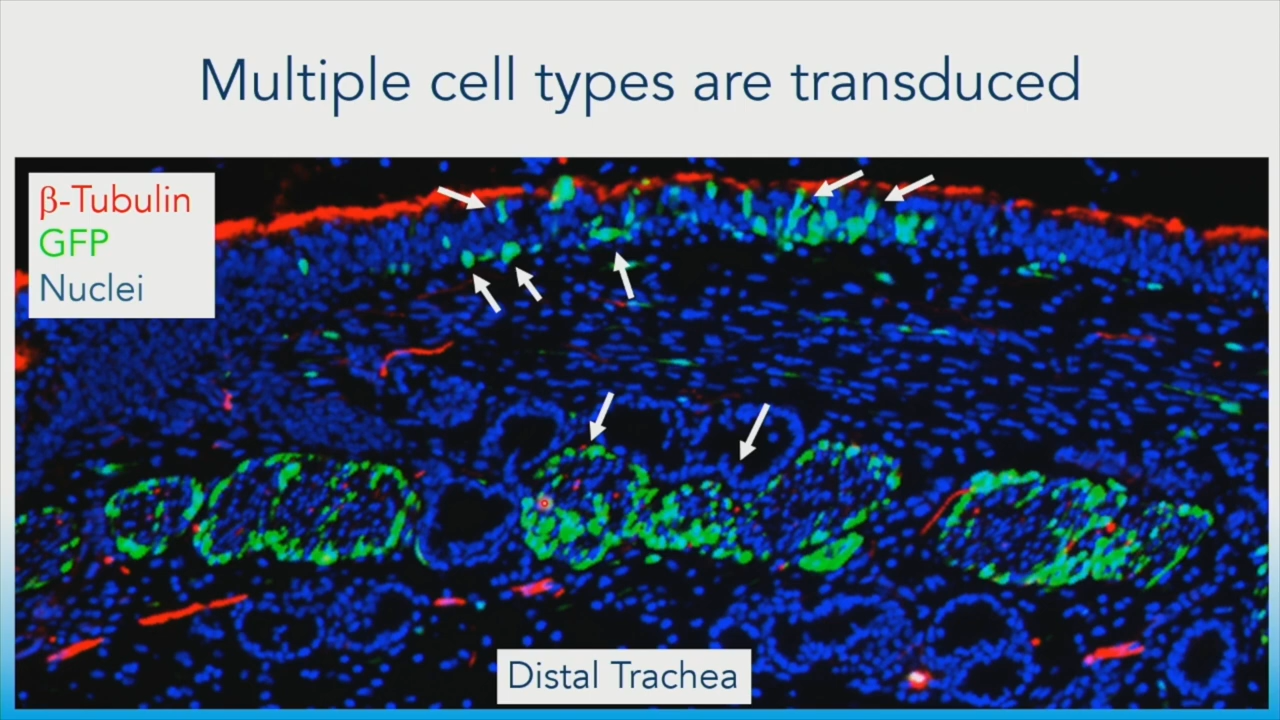 Multiple cell types are transduced
β-Tubulin
GFP
Nuclei
Distal Trachea